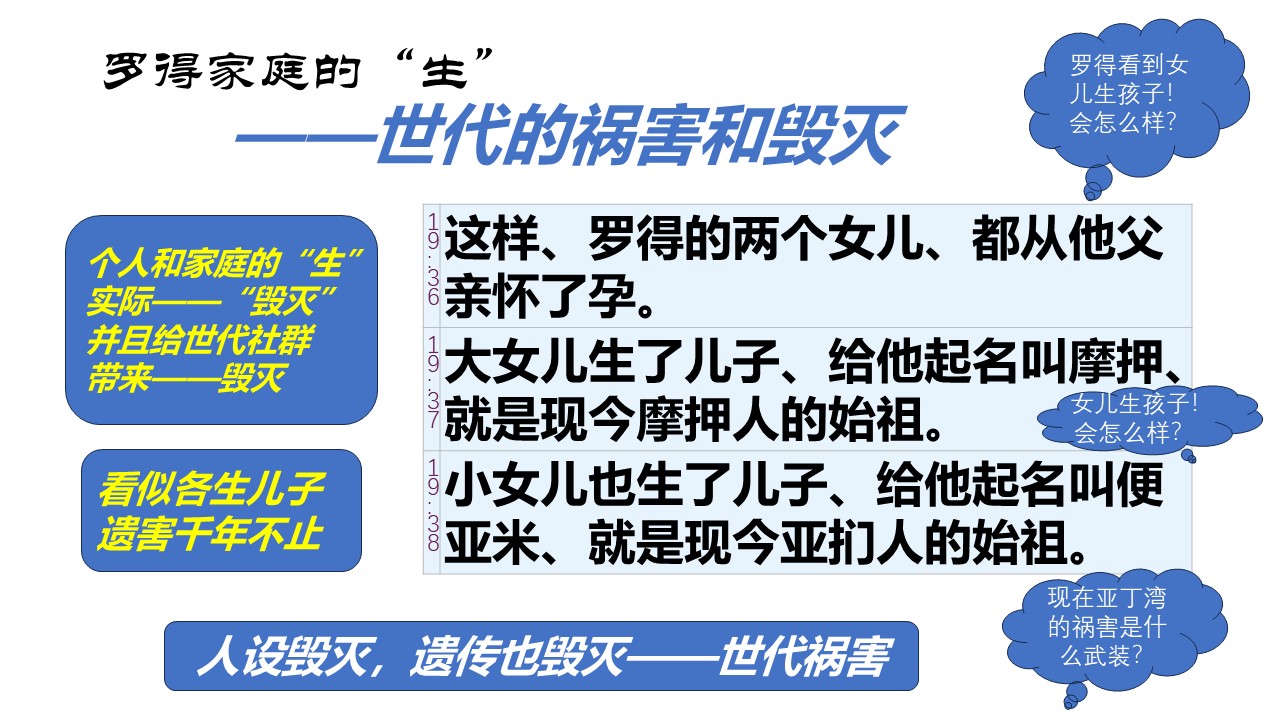 罗得家庭的“生”
——世代的祸害和毁灭
罗得看到女
儿生孩子！
会怎么样？
个人和家庭的“生”
实际——“毁灭”
并且给世代社群
带来——毁灭
看似各生儿子
遗害千年不止
19:36
这样、罗得的两个女儿、都从他父
亲怀了孕。
19:37
大女儿生了儿子、给他起名叫摩押、
就是现今摩押人的始祖。
女儿生孩子！
会怎么样？
19:38
小女儿也生了儿子、给他起名叫便
亚米、就是现今亚扪人的始祖。
现在亚丁湾
的祸害是什
么武装？
人设毁灭，遗传也毁灭——世代祸害